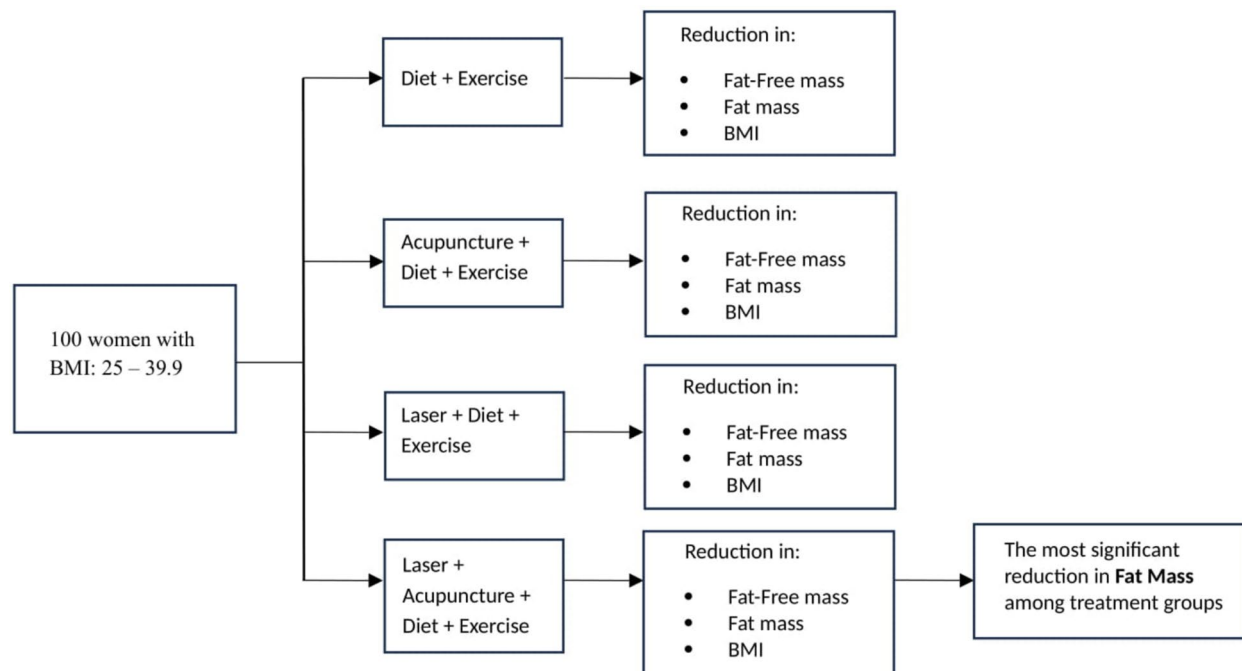 100 women with
BMI: 25 – 39.9
Diet + Exercise
Reduction in:
• Fat-Free mass
• Fat mass
• BMI
Acupuncture +
Diet + Exercise
Reduction in:
• Fat-Free mass
• Fat mass
• BMI
Laser + Diet +
Exercise
Reduction in:
• Fat-Free mass
• Fat mass
• BMI
Laser +
Acupuncture +
Diet + Exercise
Reduction in:
• Fat-Free mass
• Fat mass
• BMI
The most significant
reduction in Fat Mass
among treatment groups